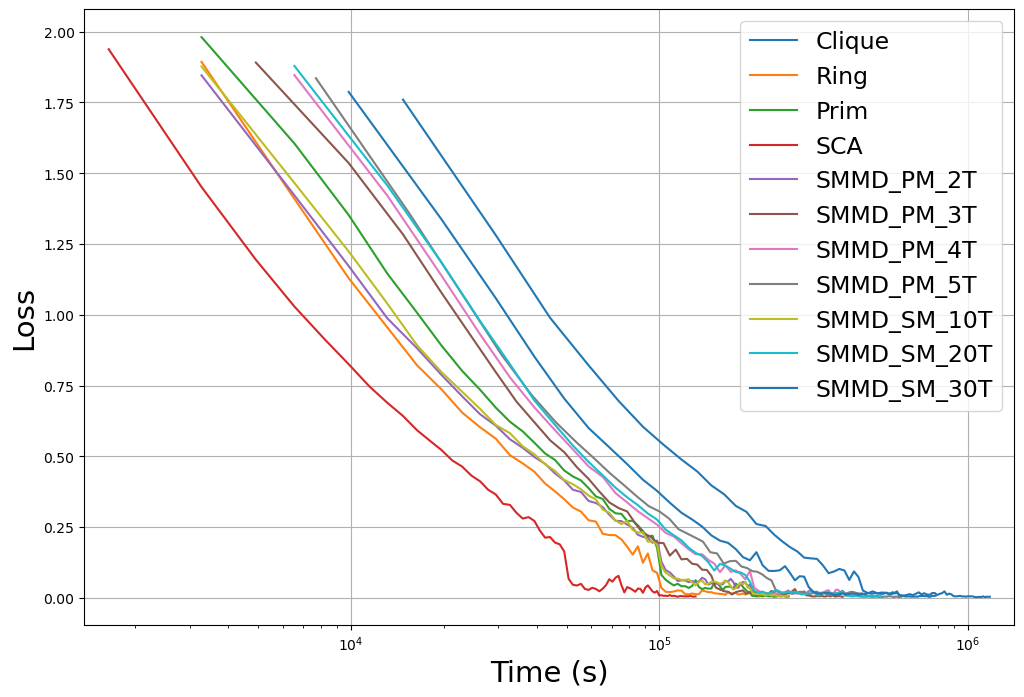 2.00
1.75
1.50
1.25
1.00
0.75
0.50
0.25
0.00
Loss
10^4
10^5
10^6
Time (s)
Clique
Ring
Prim
SCA
SMMD_PM_2T
SMMD_PM_3T
SMMD_PM_4T
SMMD_PM_5T
SMMD_SM_10T
SMMD_SM_20T
SMMD_SM_30T